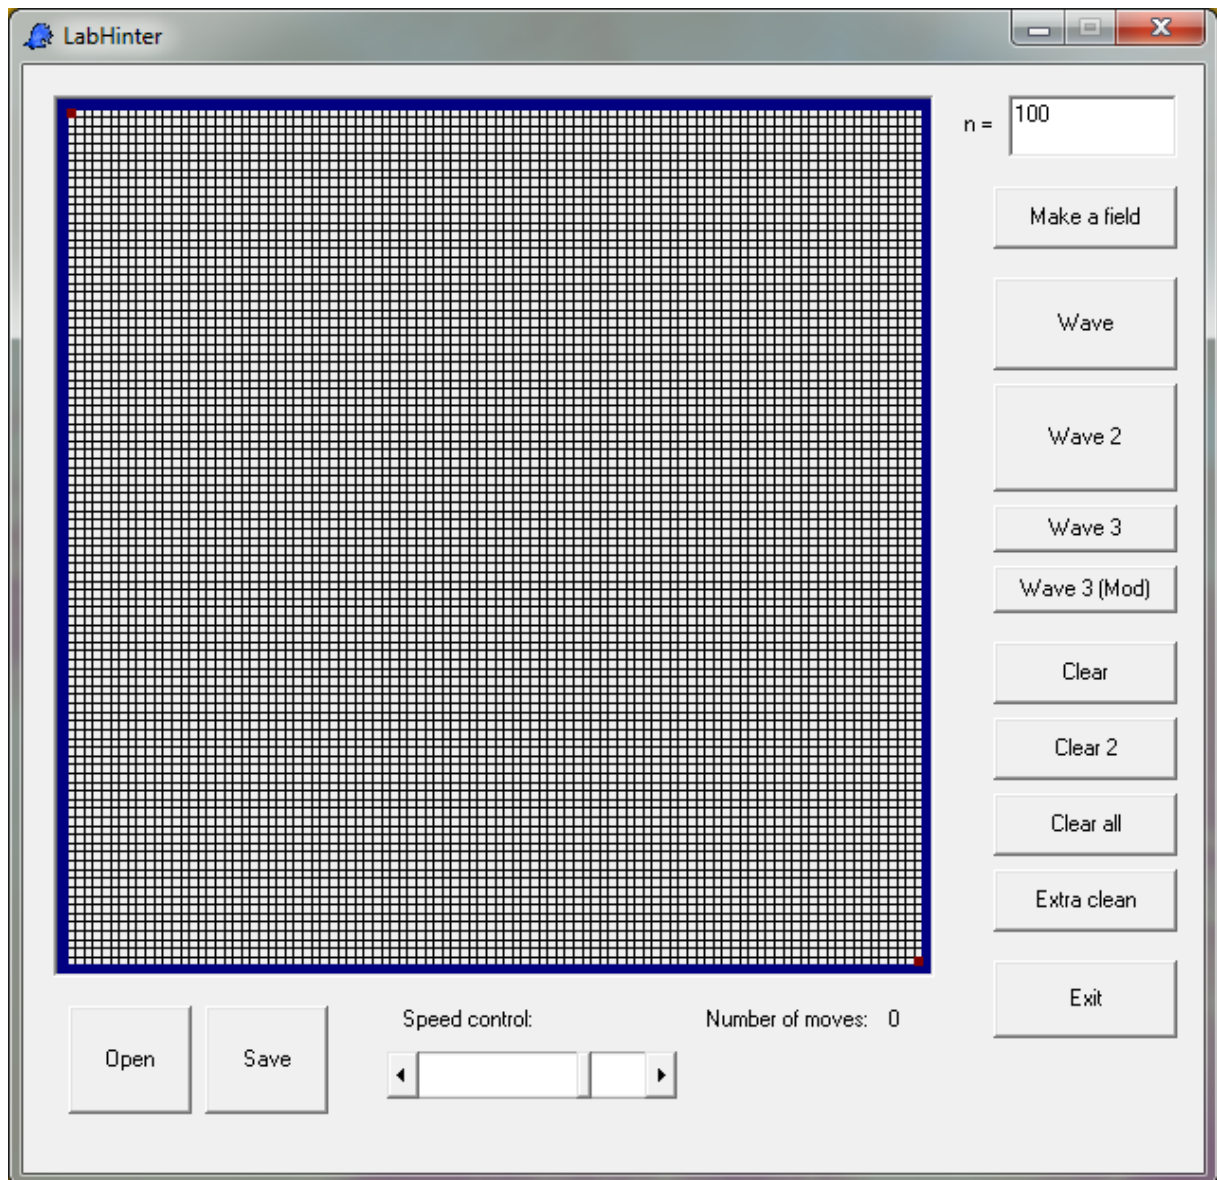 LabHinter
n =
100
Make a field
Wave
Wave 2
Wave 3
Wave 3 (Mod)
Clear
Clear 2
Clear all
Extra clean
Exit
Open
Save
Speed control:
Number of moves: 0